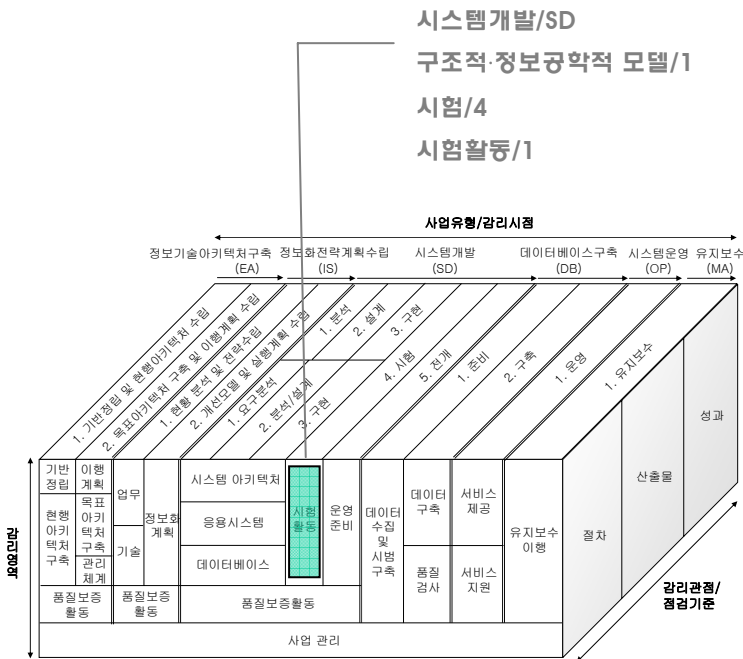 시스템개발/SD
구조적·정보공학적 모델/1
시험/4
시험활동/1
사업유형/감리시점
정보기술아키텍처구축
(EA)
정보화전략계획수립
(IS)
시스템개발
(SD)
데이터베이스구축
(DB)
시스템운영
(OP)
유지보수
(MA)
1. 기반정립 및 현행아키텍처 수립
2. 목표아키텍처 구축 및 이행계획 수립
1. 현황 분석 및 전략수립
2. 개선모델 및 실행계획 수립
1. 분석
2. 설계
3. 구현
1. 요구분석
2. 분석/설계
3. 구현
4. 시험
5. 전개
1. 준비
2. 구축
1. 운영
1. 유지보수
감리영역
기반
정립
현행
아키
텍처
구축
이행
계획
목표
아키
텍처
구축
관리
체계
품질보증
활동
업무
기술
정보화
계획
품질보증
활동
시스템 아키텍처
응용시스템
데이터베이스
시험
활동
운영
준비
품질보증활동
데이터
수집
및
시범
구축
데이터
구축
품질
검사
서비스
제공
서비스
지원
유지보수
이행
사업 관리
절차
산출물
성과
감리관점/
점검기준